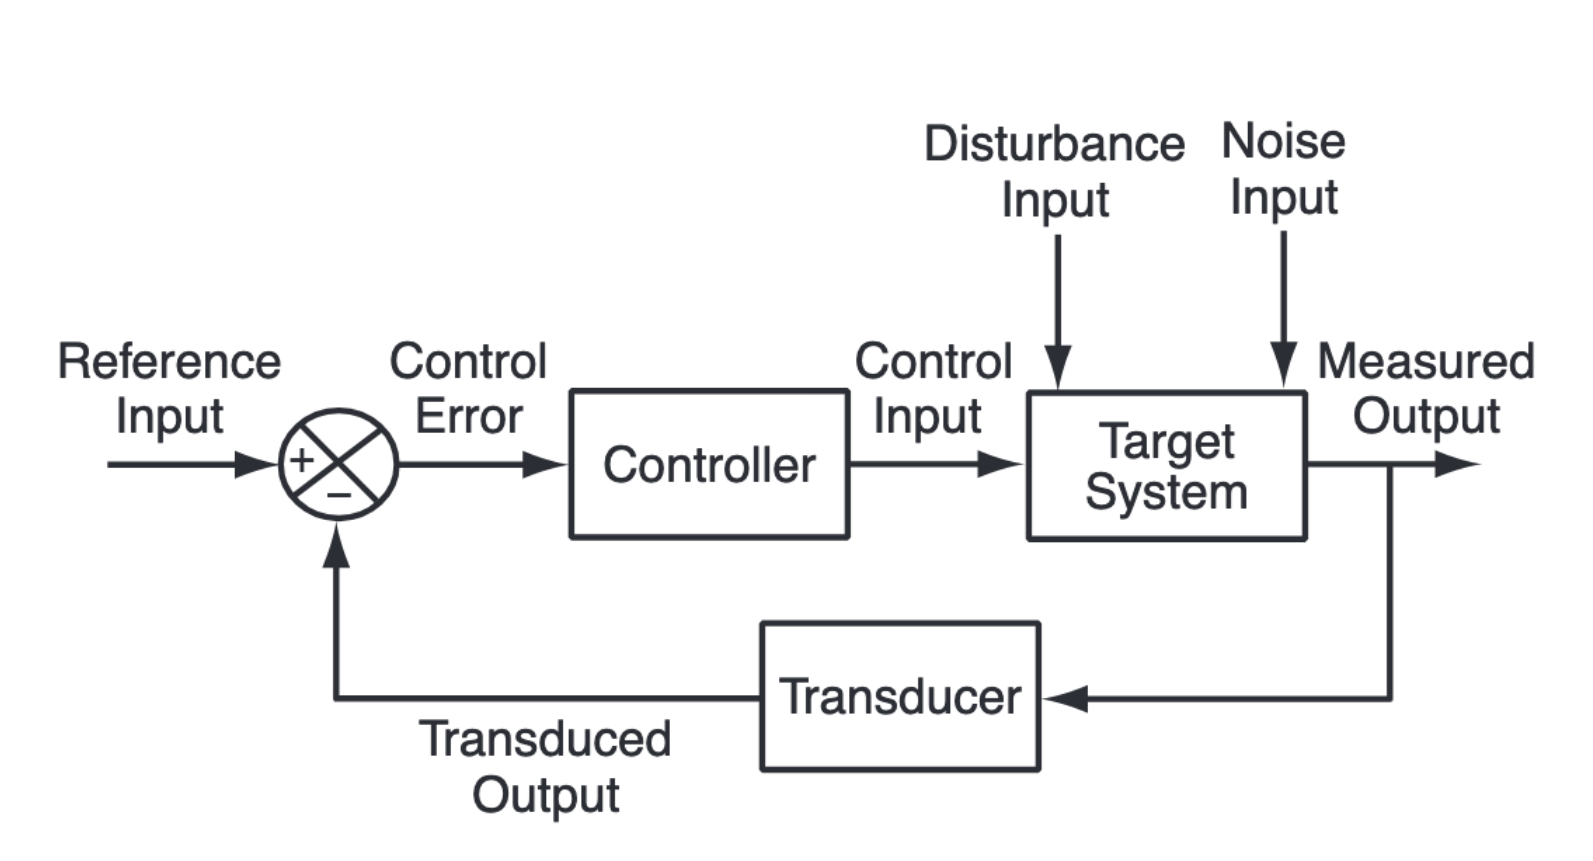 Disturbance
Input
Noise
Input
Reference
Input
Control
Error
Control
Input
Measured
Output
+
−
Controller
Target
System
Transducer
Transduced
Output